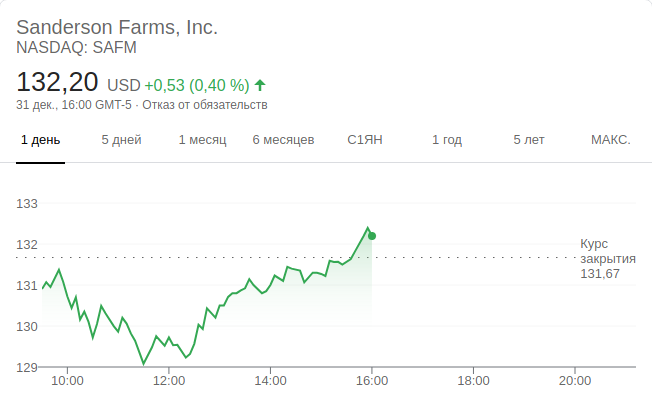 Sanderson Farms, Inc.
NASDAQ: SAFM
132,20 USD +0,53 (0,40 %)
31 дек., 16:00 GMT-5 · Отказ от обязательств
1 день 5 дней 1 месяц 6 месяцев С1ЯН 1 год 5 лет МАКС.
133
132
131
130
129
Курс
закрытия
131,67
10:00 12:00 14:00 16:00 18:00 20:00